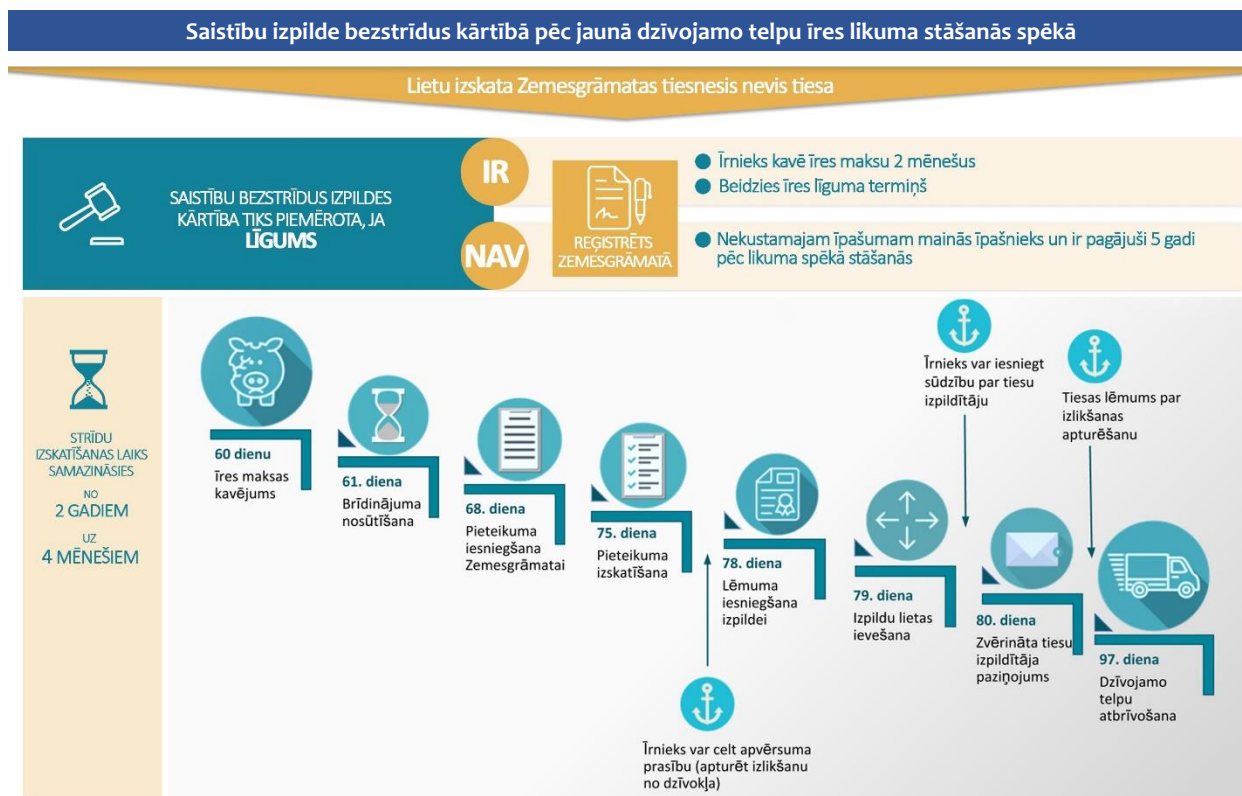 Saistību izpilde bezstrīdus kārtībā pēc jaunā dzīvojamo telpu īres likuma stāšanās spēkā
Lietu izskata Zemesgrāmatas tiesnesis nevis tiesa
SAISTĪBU BEZSTRĪDUS IZPILDES
KĀRTĪBA TIKS PIEMĒROTA, JA
LĪGUMS
IR
NAV
REĢISTRĒTS
ZEMESGRĀMATĀ
Īrnieks kavē īres maksu 2 mēnešus
Beidzies īres līguma termiņš
Nekustamajam īpašumam mainās īpašnieks un ir pagājuši 5 gadi
pēc likuma spēkā stāšanās
STRĪDU
IZSKATĪŠANAS LAIKS
SAMAZINĀSIES
NO
2 GADIEM
UZ
4 MĒNEŠIEM
60 dienu
Īres maksas
kavējums
61. diena
Brīdinājuma
nosūtīšana
68. diena
Pieteikuma
iesniegšana
Zemesgrāmatai
75. diena
Pieteikuma
izskatīšana
Īrnieks var celt apvērsuma
prasību (apturēt izlikšanu
no dzīvokļa)
78. diena
Lēmuma
iesniegšana
izpildei
79. diena
Izpildu lietas
ievešana
Īrnieks var iesniegt
sūdzību par tiesu
izpildītāju
80. diena
Zvērināta tiesu
izpildītāja
paziņojums
Tiesas lēmums par
izlikšanas
apturēšanu
97. diena
Dzīvojamo
telpu
atbrīvošana